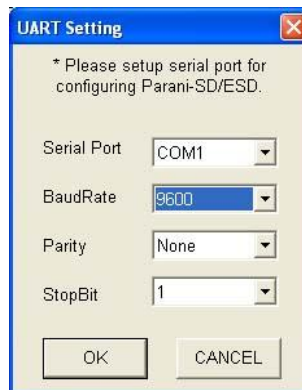 UART Setting
* Please setup serial port for
configuring Parani-SD/ESD.
Serial Port COM1
BaudRate 9600
Parity None
StopBit 1
OK CANCEL